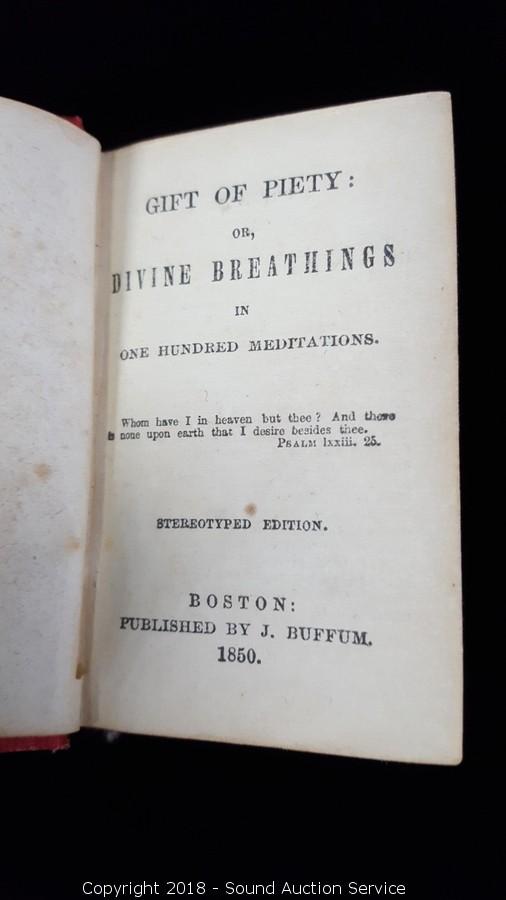 GIFT OF PIETY:
OR,
DIVINE BREATHINGS
IN
ONE HUNDRED MEDITATIONS.
Whom have I in heaven but thee? And there
is none upon earth that I desire besides thee.
PSALM lxxiii. 25.
STEREOTYPED EDITION.
BOSTON:
PUBLISHED BY J. BUFFUM.
1850.
Copyright 2018 - Sound Auction Service